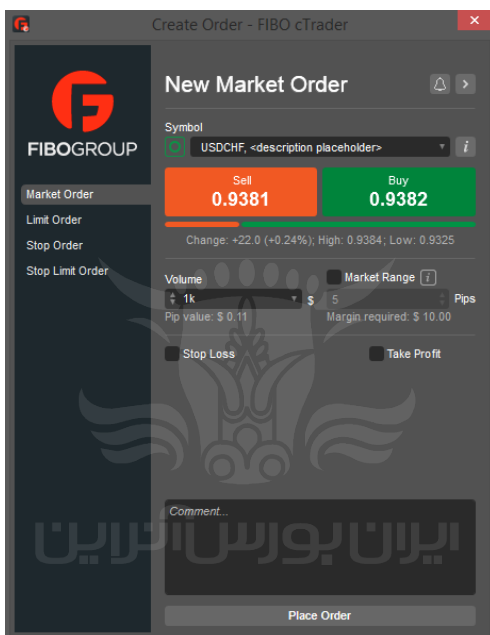 Create Order - FIBO cTrader
FIBOGROUP
Market Order
Limit Order
Stop Order
Stop Limit Order
New Market Order
Symbol
USDCHF, <description placeholder>
Sell
0.9381
Buy
0.9382
Change: +22.0 (+0.24%); High: 0.9384; Low: 0.9325
Volume
Market Range
1k
$
5
Pips
Pip value: $ 0.11
Margin required: $ 10.00
Stop Loss
Take Profit
Comment...
ایران بورس آنلاین
Place Order